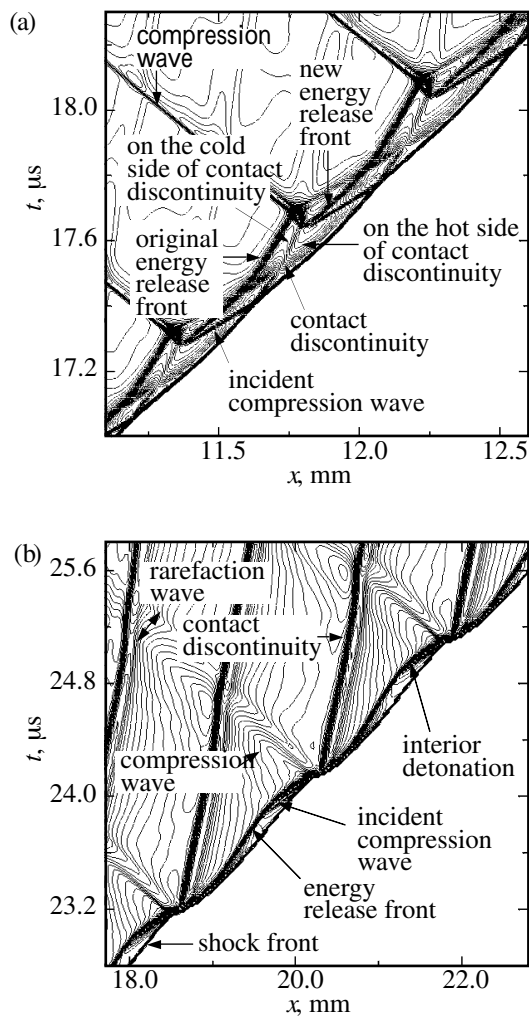 (a)
compression
wave
new
energy
release
front
on the cold
side of contact
discontinuity
original
energy
release
front
on the hot side
of contact
discontinuity
contact
discontinuity
incident
compression wave
18.0
17.6
17.2
t, μs
11.5 12.0 12.5
x, mm
(b)
rarefaction
wave
contact
discontinuity
compression
wave
interior
detonation
incident
compression
wave
energy
release front
shock front
25.6
24.8
24.0
23.2
t, μs
18.0 20.0 22.0
x, mm